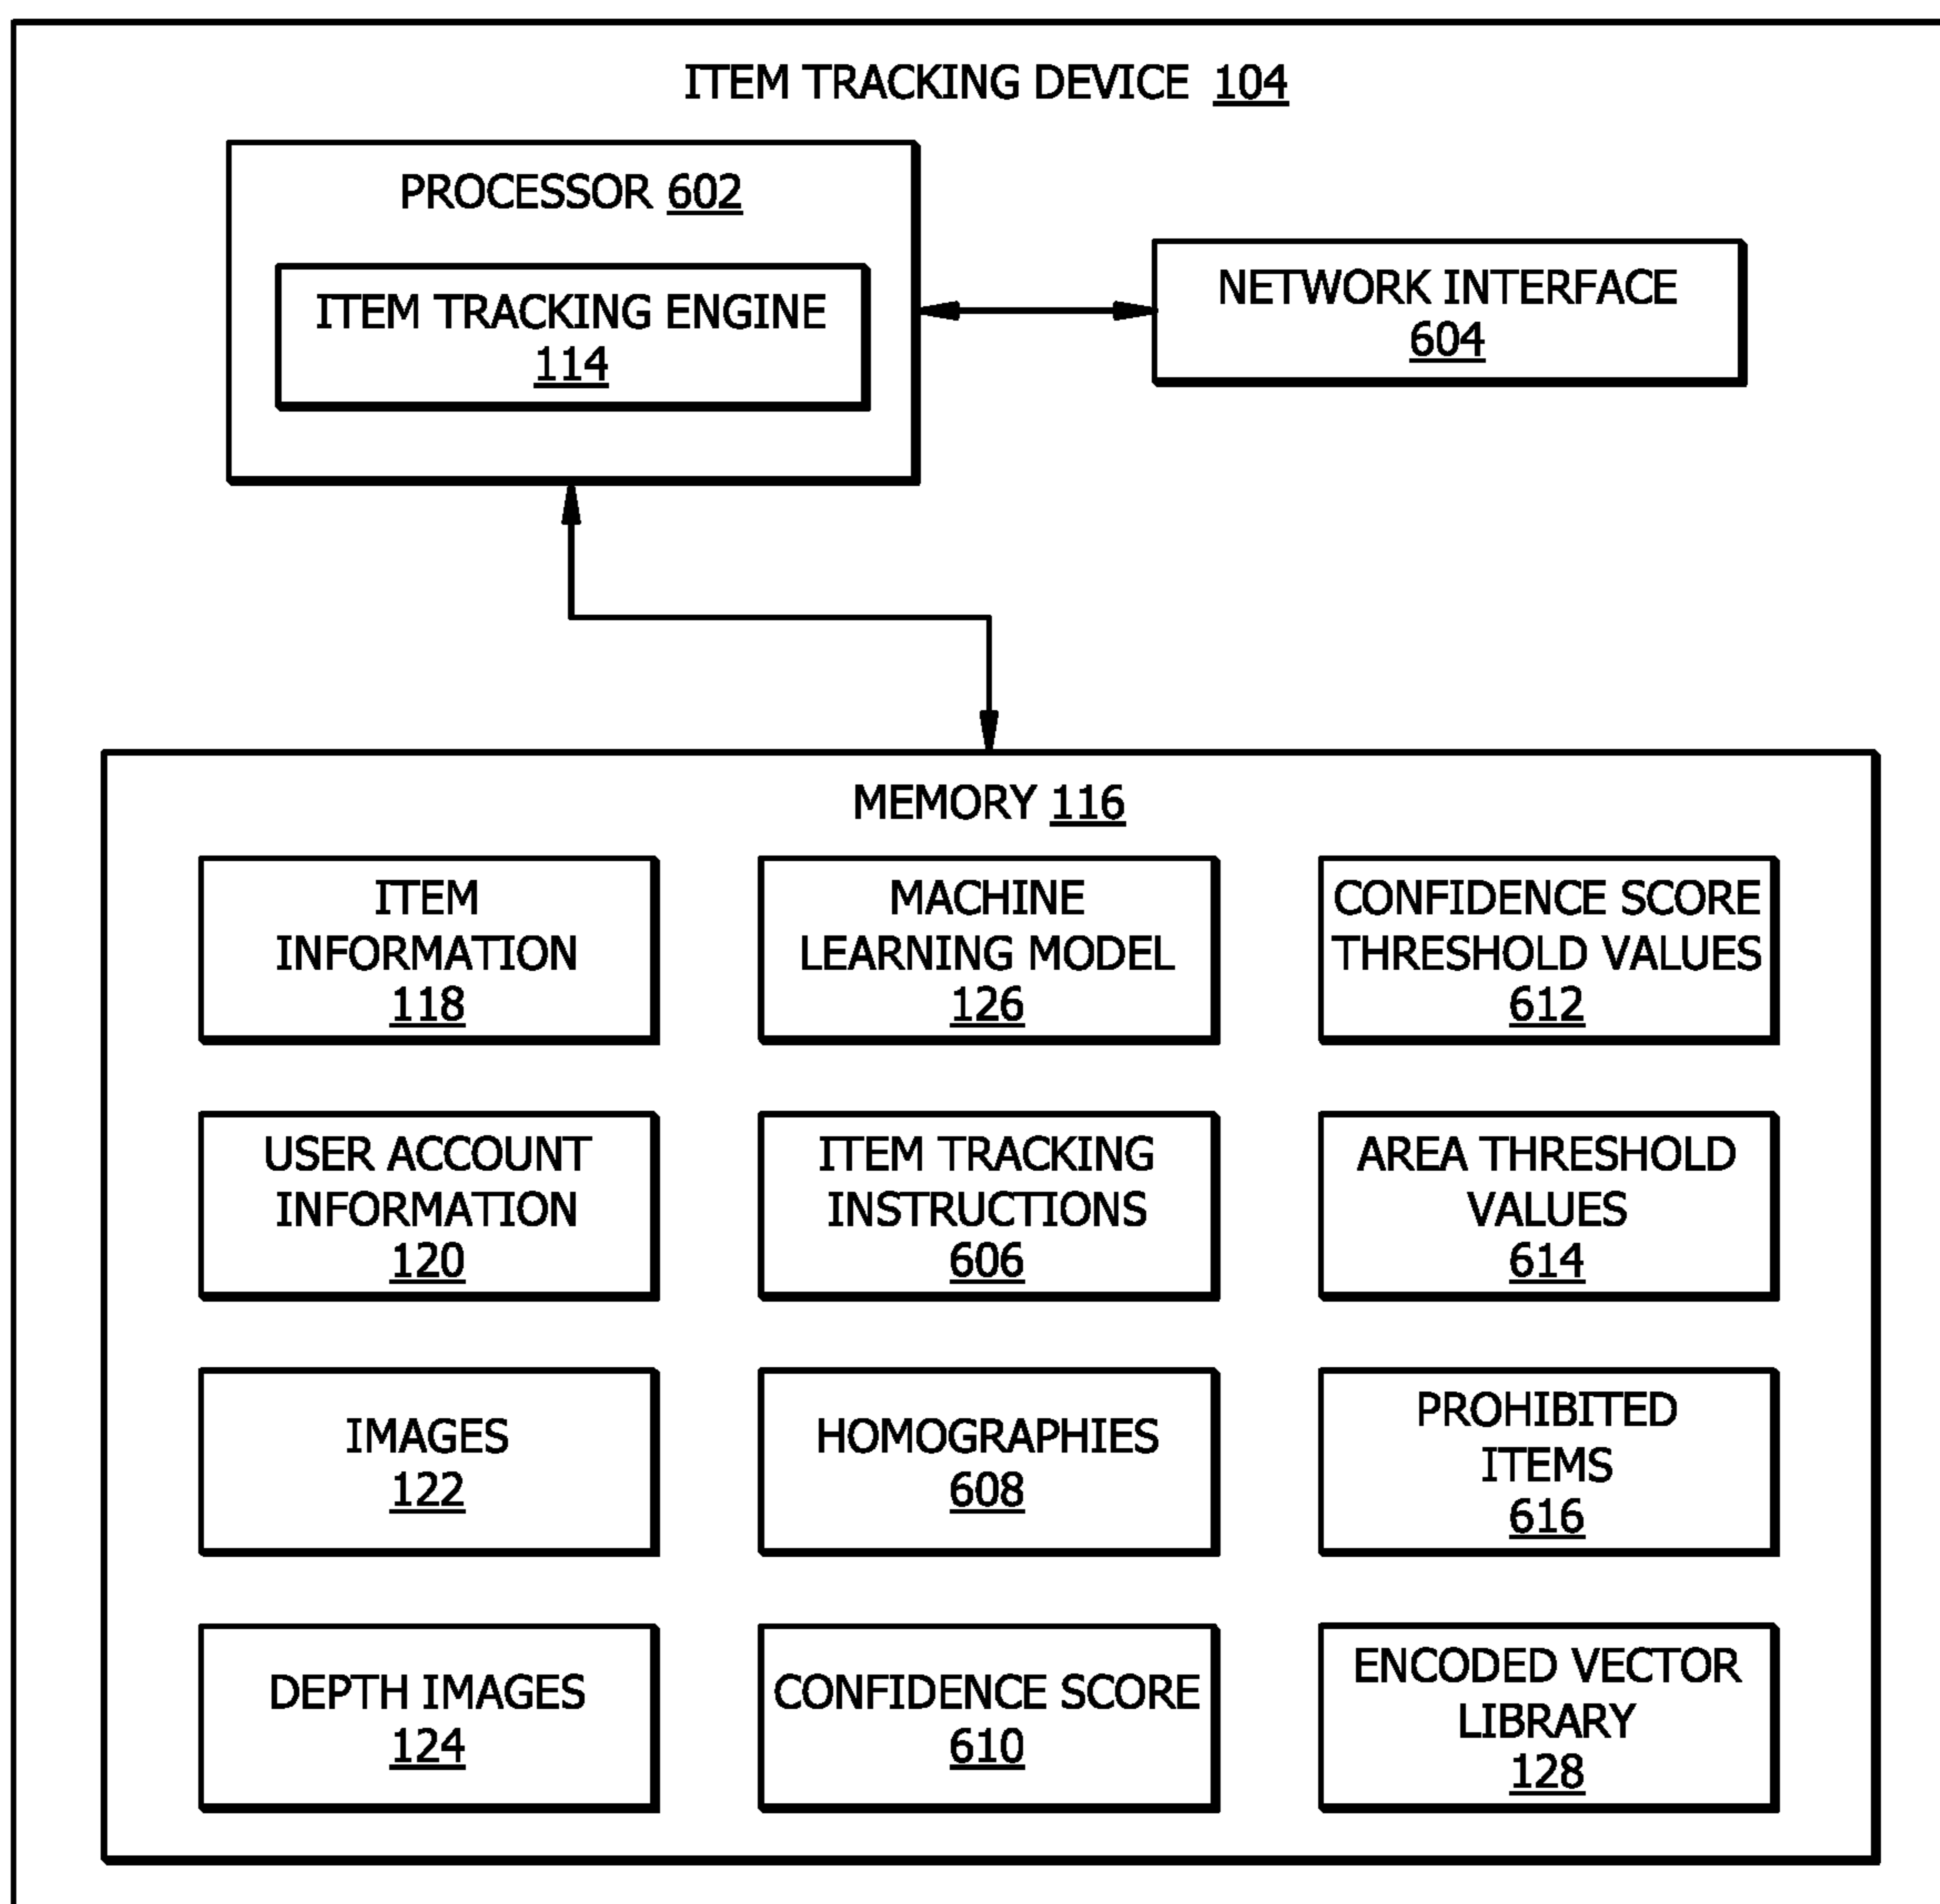 ITEM TRACKING DEVICE 104
PROCESSOR 602
ITEM TRACKING ENGINE
114
NETWORK INTERFACE
604
MEMORY 116
ITEM
INFORMATION
118
MACHINE
LEARNING MODEL
126
CONFIDENCE SCORE
THRESHOLD VALUES
612
USER ACCOUNT
INFORMATION
120
ITEM TRACKING
INSTRUCTIONS
606
AREA THRESHOLD
VALUES
614
IMAGES
122
HOMOGRAPHIES
608
PROHIBITED
ITEMS
616
DEPTH IMAGES
124
CONFIDENCE SCORE
610
ENCODED VECTOR
LIBRARY
128